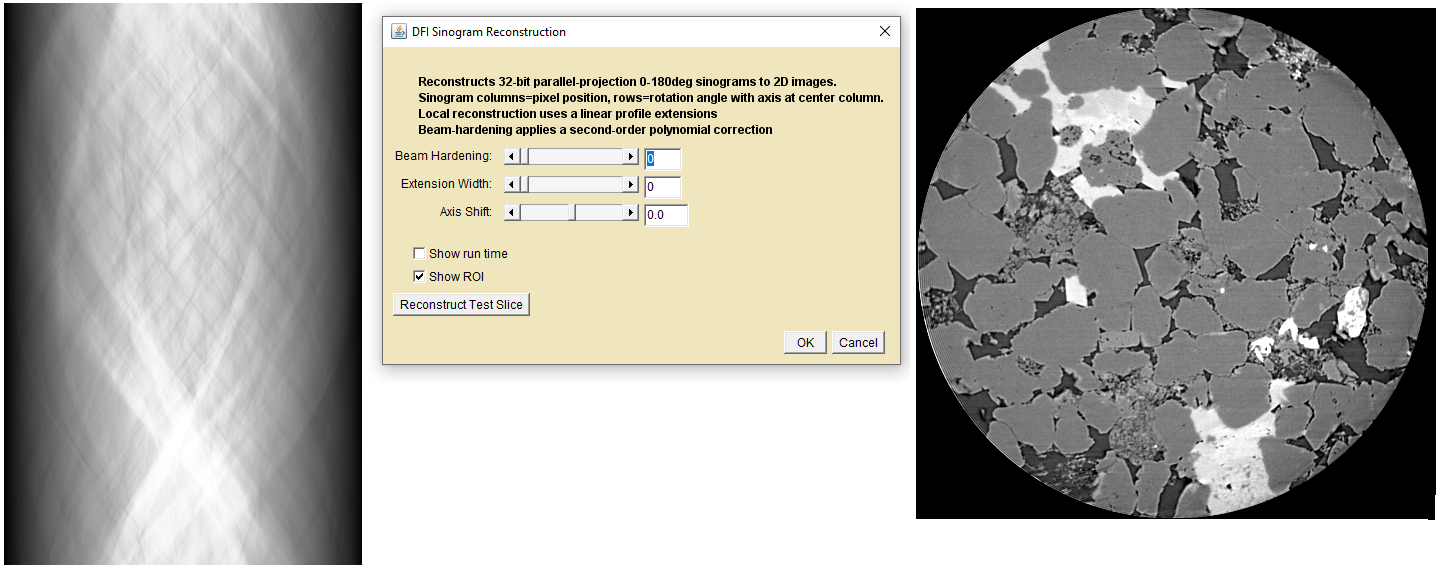 DFI Sinogram Reconstruction
Reconstructs 32-bit parallel-projection 0-180deg sinograms to 2D images.
Sinogram columns=pixel position, rows=rotation angle with axis at center column.
Local reconstruction uses a linear profile extensions
Beam-hardening applies a second-order polynomial correction
Beam Hardening: 0
Extension Width: 0
Axis Shift: 0.0
Show run time
Show ROI
Reconstruct Test Slice
OK Cancel